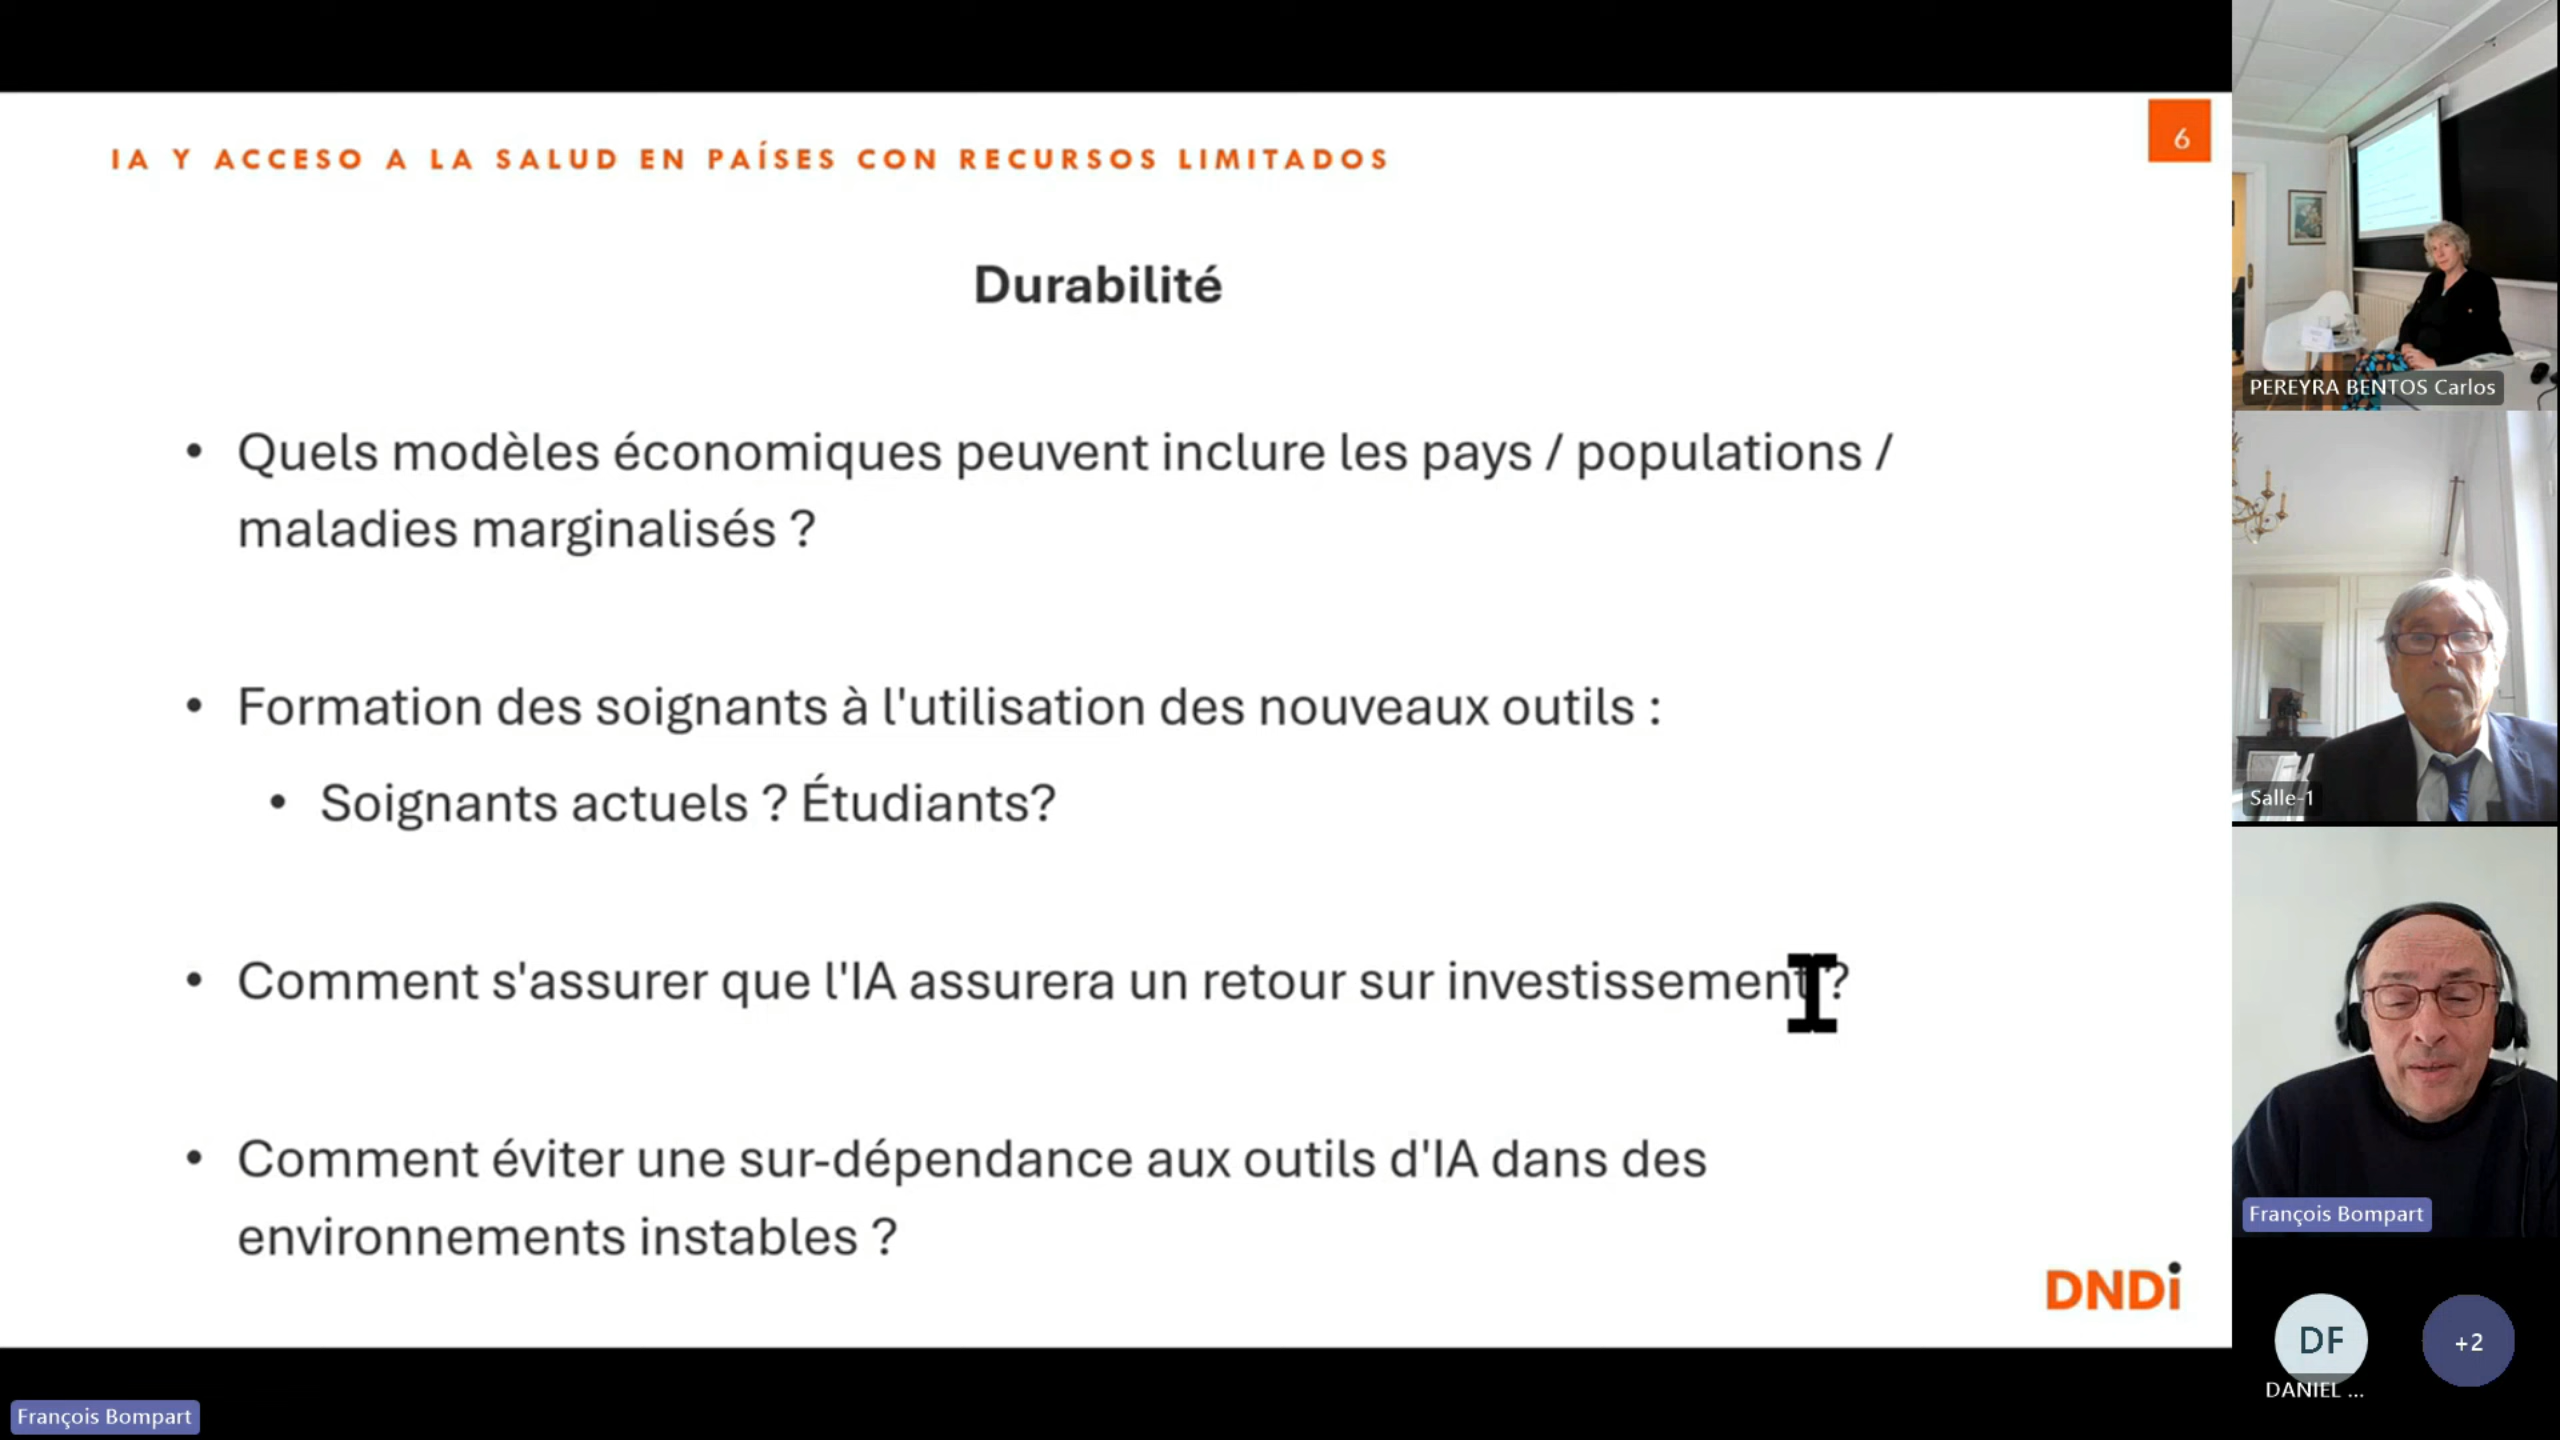 IA Y ACCESO A LA SALUD EN PAÍSES CON RECURSOS LIMITADOS
6
Durabilité
• Quels modèles économiques peuvent inclure les pays / populations /
maladies marginalisés ?
• Formation des soignants à l'utilisation des nouveaux outils :
• Soignants actuels ? Étudiants?
• Comment s'assurer que l'IA assurera un retour sur investissement ?
• Comment éviter une sur-dépendance aux outils d'IA dans des
environnements instables ?
DNDi
François Bompart
PEREYRA BENTOS Carlos
Salle-1
François Bompart
DF
DANIEL ...
+2